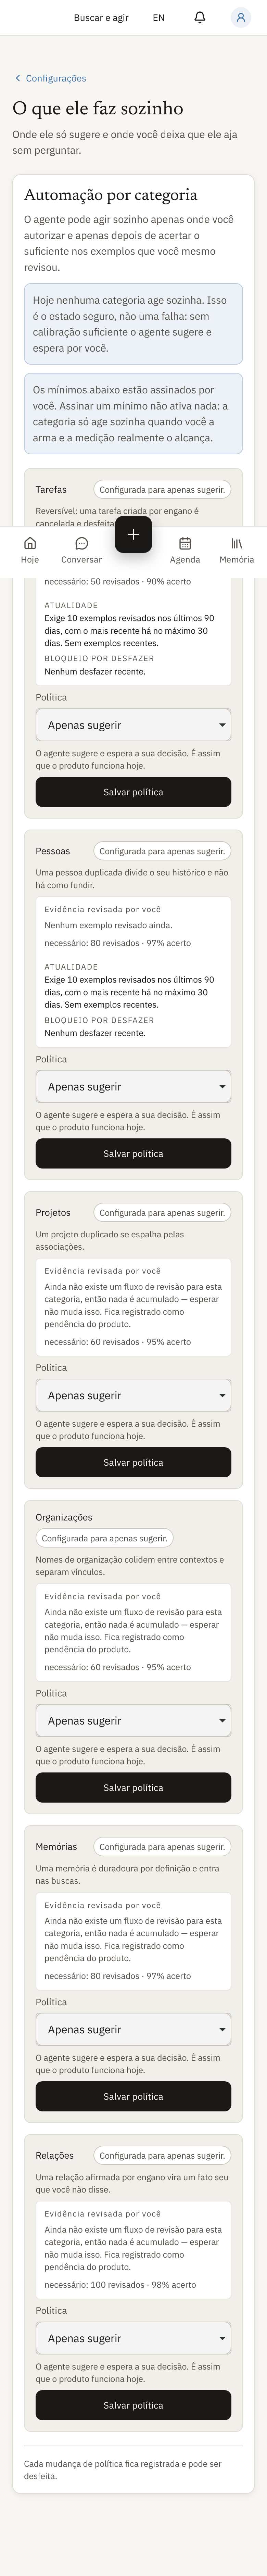 Buscar e agir EN
Configurações
O que ele faz sozinho
Onde ele só sugere e onde você deixa que ele aja
sem perguntar.
Automação por categoria
O agente pode agir sozinho apenas onde você
autorizar e apenas depois de acertar o
suficiente nos exemplos que você mesmo
revisou.
Hoje nenhuma categoria age sozinha. Isso
é o estado seguro, não uma falha: sem
calibração suficiente o agente sugere e
espera por você.
Os mínimos abaixo estão assinados por
você. Assinar um mínimo não ativa nada: a
categoria só age sozinha quando você a
arma e a medição realmente o alcança.
Tarefas Configurada para apenas sugerir.
Reversível: uma tarefa criada por engano é
cancelada e desfeita
Hoje Conversar Agenda Memória
necessário: 50 revisados · 90% acerto
ATUALIDADE
Exige 10 exemplos revisados nos últimos 90
dias, com o mais recente há no máximo 30
dias. Sem exemplos recentes.
BLOQUEIO POR DESFAZER
Nenhum desfazer recente.
Política
Apenas sugerir
O agente sugere e espera a sua decisão. É assim
que o produto funciona hoje.
Salvar política
Pessoas Configurada para apenas sugerir.
Uma pessoa duplicada divide o seu histórico e não
há como fundir.
Evidência revisada por você
Nenhum exemplo revisado ainda.
necessário: 80 revisados · 97% acerto
ATUALIDADE
Exige 10 exemplos revisados nos últimos 90
dias, com o mais recente há no máximo 30
dias. Sem exemplos recentes.
BLOQUEIO POR DESFAZER
Nenhum desfazer recente.
Política
Apenas sugerir
O agente sugere e espera a sua decisão. É assim
que o produto funciona hoje.
Salvar política
Projetos Configurada para apenas sugerir.
Um projeto duplicado se espalha pelas
associações.
Evidência revisada por você
Ainda não existe um fluxo de revisão para esta
categoria, então nada é acumulado — esperar
não muda isso. Fica registrado como
pendência do produto.
necessário: 60 revisados · 95% acerto
Política
Apenas sugerir
O agente sugere e espera a sua decisão. É assim
que o produto funciona hoje.
Salvar política
Organizações
Configurada para apenas sugerir.
Nomes de organização colidem entre contextos e
separam vínculos.
Evidência revisada por você
Ainda não existe um fluxo de revisão para esta
categoria, então nada é acumulado — esperar
não muda isso. Fica registrado como
pendência do produto.
necessário: 60 revisados · 95% acerto
Política
Apenas sugerir
O agente sugere e espera a sua decisão. É assim
que o produto funciona hoje.
Salvar política
Memórias Configurada para apenas sugerir.
Uma memória é duradoura por definição e entra
nas buscas.
Evidência revisada por você
Ainda não existe um fluxo de revisão para esta
categoria, então nada é acumulado — esperar
não muda isso. Fica registrado como
pendência do produto.
necessário: 80 revisados · 97% acerto
Política
Apenas sugerir
O agente sugere e espera a sua decisão. É assim
que o produto funciona hoje.
Salvar política
Relações Configurada para apenas sugerir.
Uma relação afirmada por engano vira um fato seu
que você não disse.
Evidência revisada por você
Ainda não existe um fluxo de revisão para esta
categoria, então nada é acumulado — esperar
não muda isso. Fica registrado como
pendência do produto.
necessário: 100 revisados · 98% acerto
Política
Apenas sugerir
O agente sugere e espera a sua decisão. É assim
que o produto funciona hoje.
Salvar política
Cada mudança de política fica registrada e pode ser
desfeita.